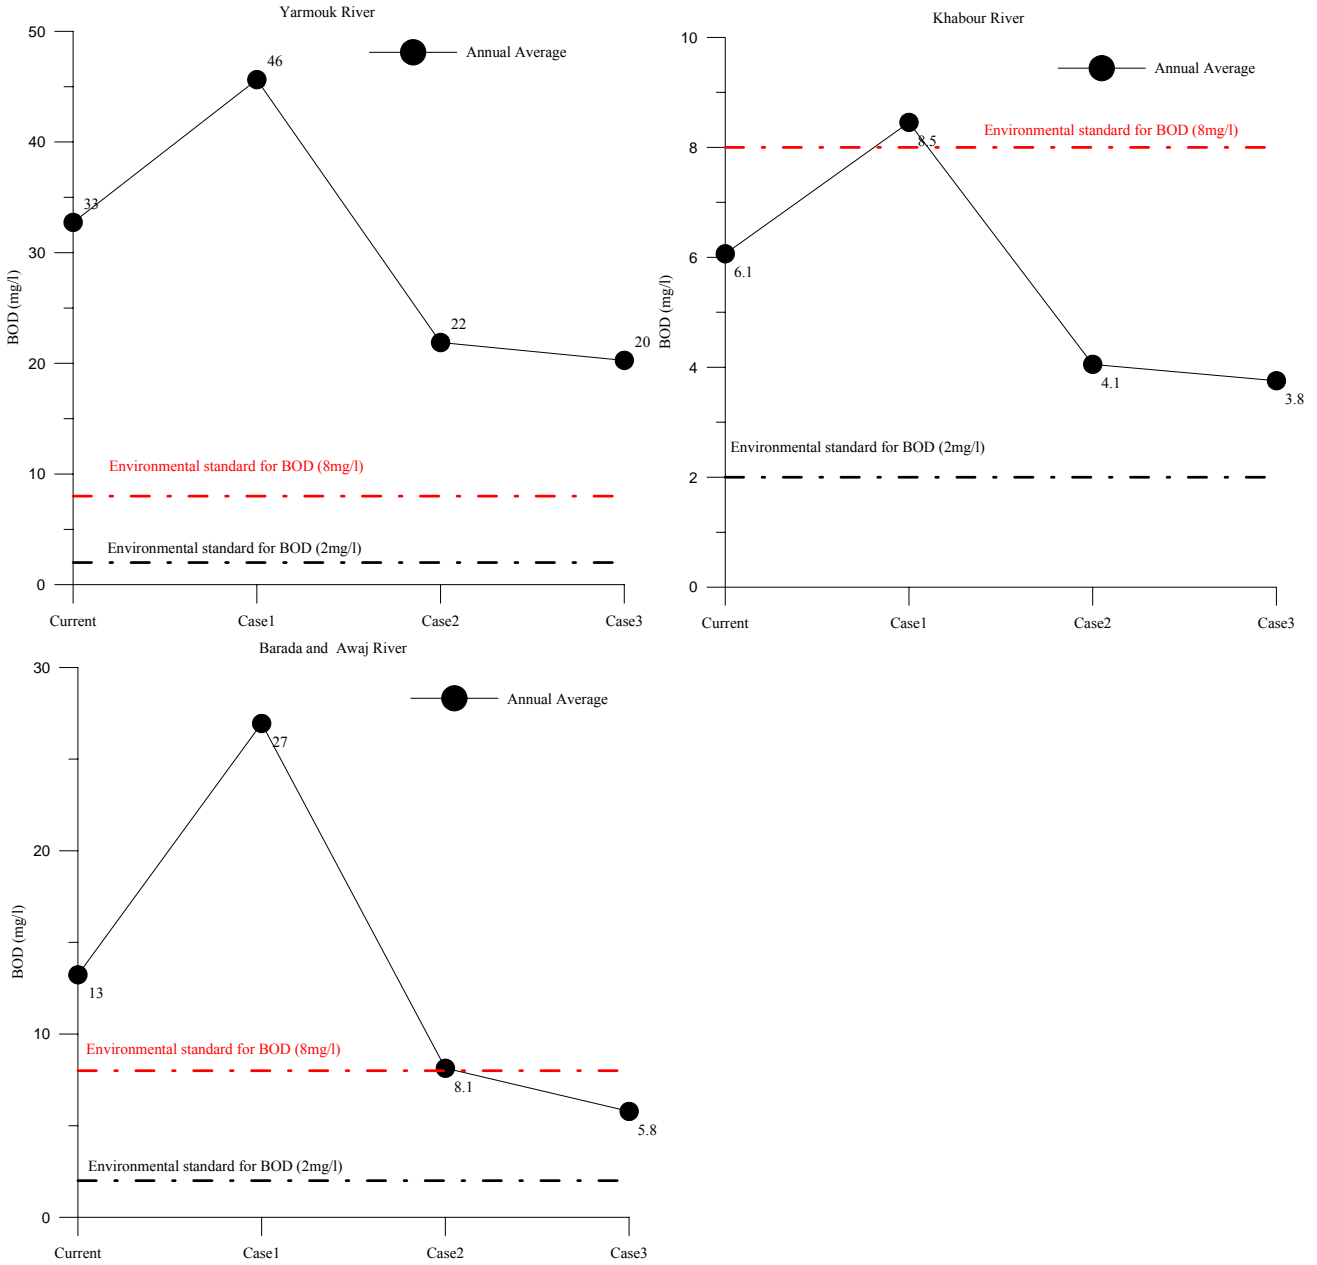 Yarmouk River
50
Annual Average
46
40
33
30
BOD (mg/l)
22
20
20
Environmental standard for BOD (8mg/l)
10
Environmental standard for BOD (2mg/l)
0
Current
Case1
Case2
Case3
Khabour River
10
Annual Average
Environmental standard for BOD (8mg/l)
8.5
8
6
6.1
BOD (mg/l)
4
4.1
3.8
Environmental standard for BOD (2mg/l)
2
0
Current
Case1
Case2
Case3
Barada and Awaj River
30
Annual Average
27
20
BOD (mg/l)
13
10
Environmental standard for BOD (8mg/l)
8.1
5.8
Environmental standard for BOD (2mg/l)
0
Current
Case1
Case2
Case3